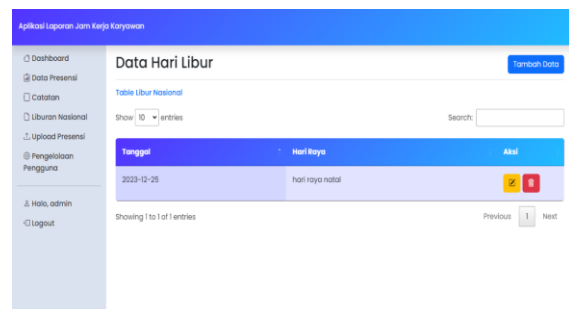 Aplikasi Laporan Jam Kerja Karyawan
Dashboard
Data Presensi
Catatan
Liburan Nasional
Upload Presensi
Pengelolaan
Pengguna
Halo, admin
Logout
Data Hari Libur
Tambah Data
Table Libur Nasional
Show 10 entries
Search:
Tanggal Hari Raya Aksi
2023-12-25 hari raya natal
Showing 1 to 1 of 1 entries
Previous 1 Next